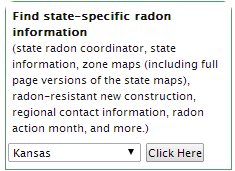 Find state-specific radon
information
(state radon coordinator, state
information, zone maps (including full
page versions of the state maps),
radon-resistant new construction,
regional contact information, radon
action month, and more.)
Kansas Click Here